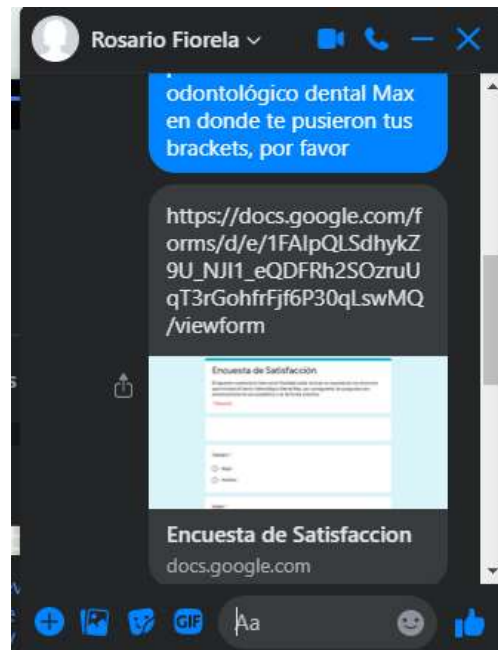 Rosario Fiorela
odontológico dental Max
en donde te pusieron tus
brackets, por favor
https://docs.google.com/f
orms/d/e/1FAIpQLSdhykZ
9U_NJI1_eQDFRh2SOzruU
qT3rGohfrFjf6P30qLswMQ
/viewform
Encuesta de Satisfacción
Encuesta de Satisfaccion
docs.google.com
GIF
Aa